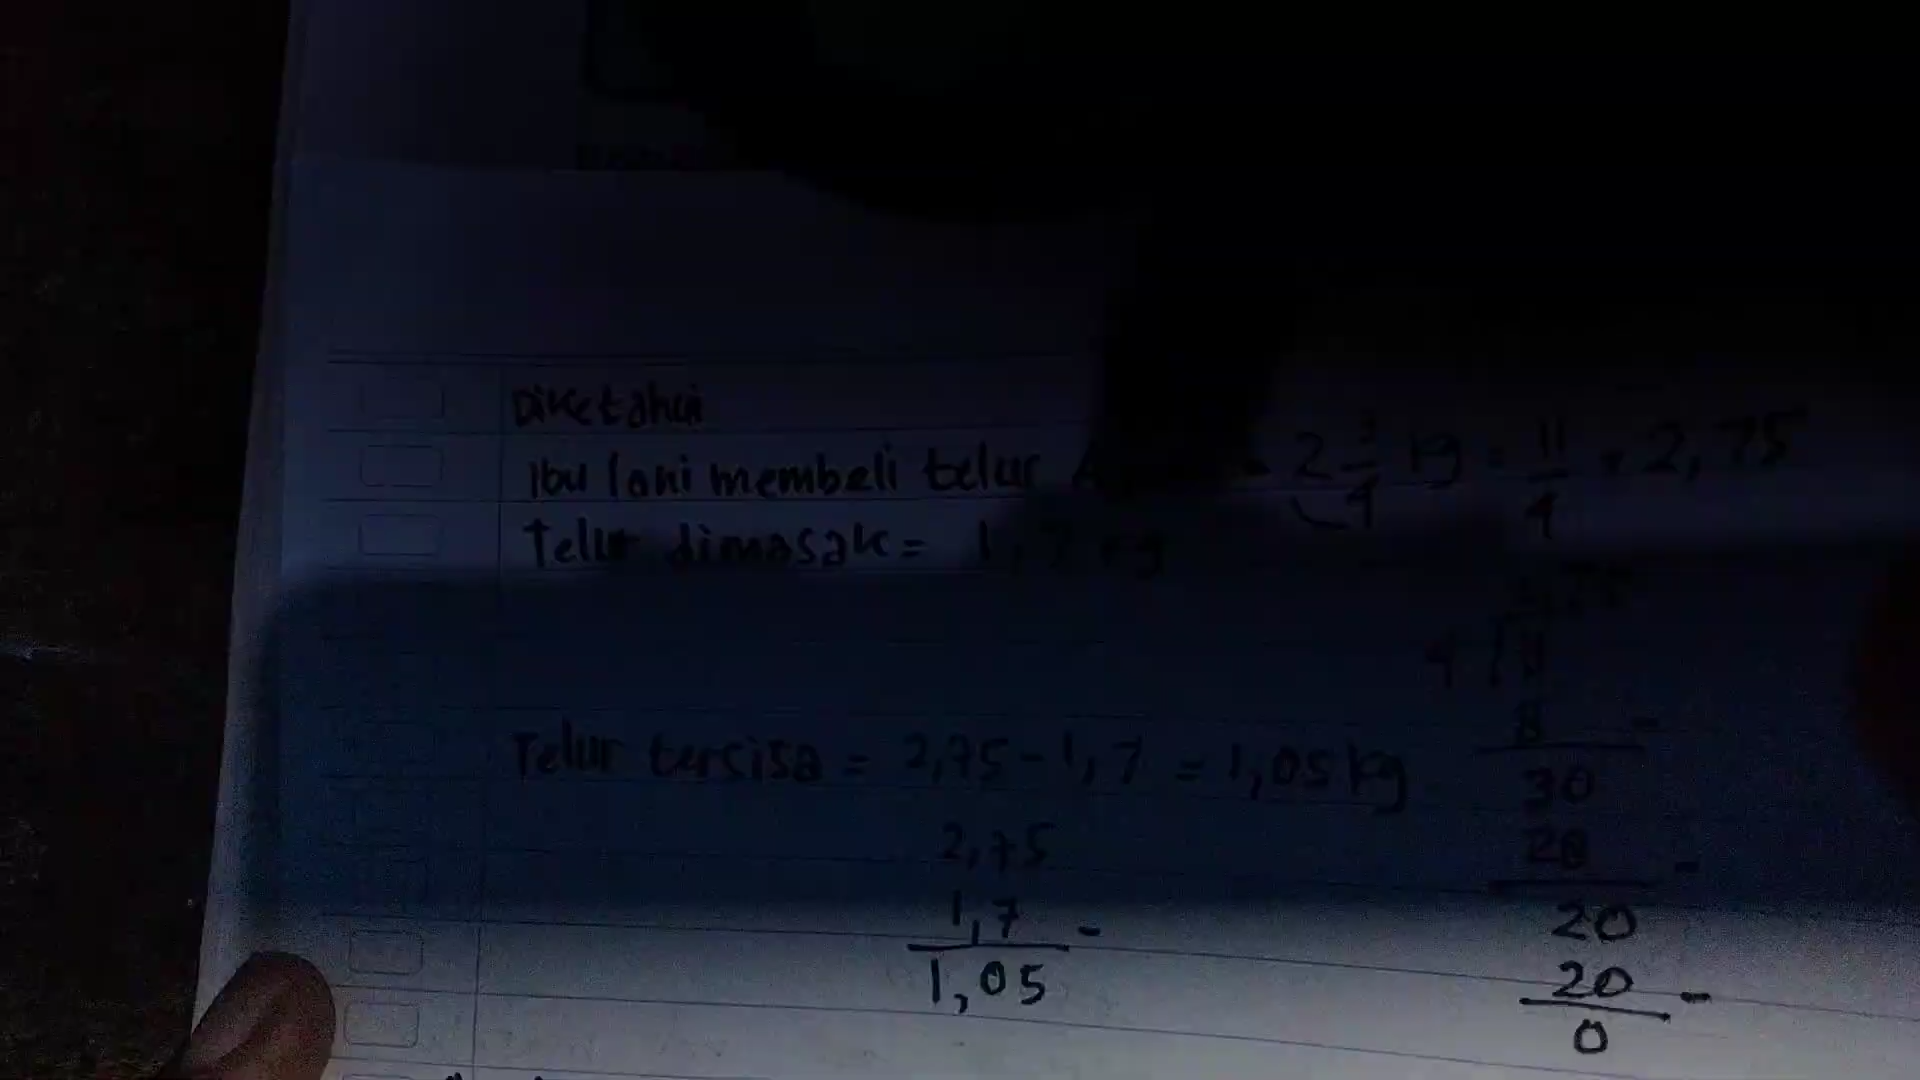 Diketahui
Ibu loni membeli telur = 2 3/4 kg = 11/4 = 2,75
Telur dimasak = 1,7 kg
4 11
8 -
Telur tersisa = 2,75 - 1,7 = 1,05 kg
30
2,75
28 -
1,7 -
20
1,05
20 -
0